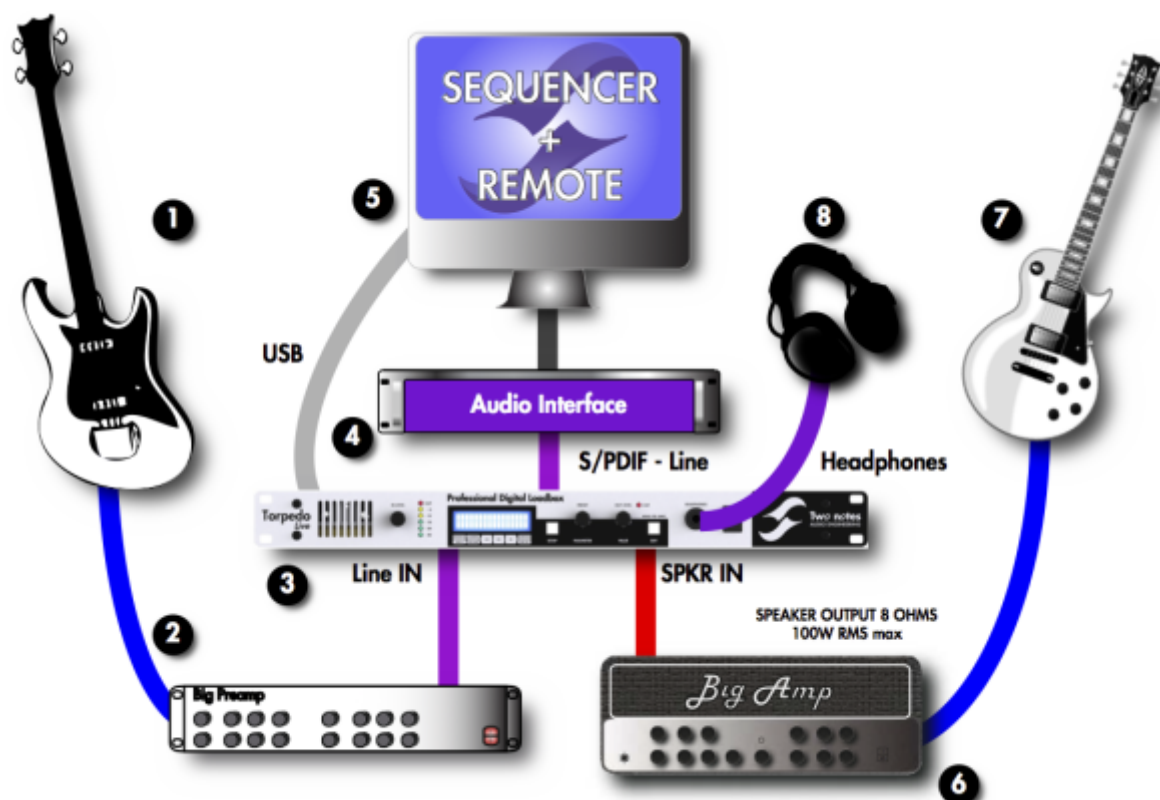 SEQUENCER
+
REMOTE
1
5
8
7
USB
Audio Interface
4
S/PDIF - Line
Headphones
Professional Digital Loadbox
Torpedo
Live
Two notes
AUDIO ENGINEERING
3
Line IN
SPKR IN
2
SPEAKER OUTPUT 8 OHMS
100W RMS max
Big Preamp
Big Amp
6